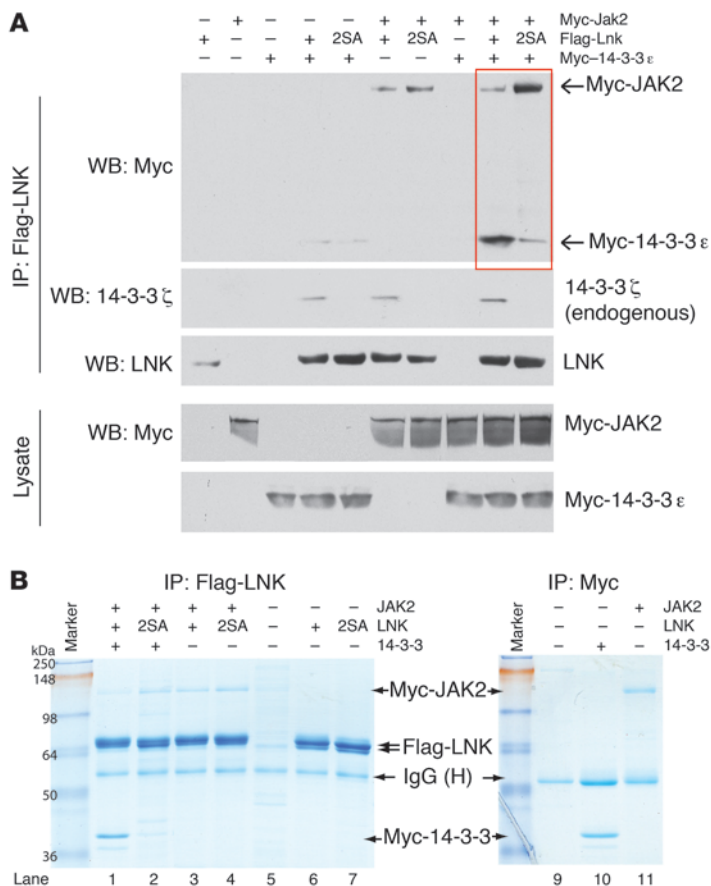 A
– + – – – + + + + + Myc-Jak2
+ – – + 2SA + 2SA – + 2SA Flag-Lnk
– – + + + – – + + + Myc–14-3-3 ε
IP: Flag-LNK
WB: Myc
←Myc-JAK2
←Myc-14-3-3 ε
WB: 14-3-3 ζ
14-3-3 ζ
(endogenous)
WB: LNK
LNK
Lysate
WB: Myc
Myc-JAK2
Myc-14-3-3 ε
B
IP: Flag-LNK
IP: Myc
Marker
+ + + + – – – JAK2
+ 2SA + 2SA – + 2SA LNK
+ + – – – – – 14-3-3
Marker
– – + JAK2
– – – LNK
– + – 14-3-3
kDa
250
148
98
64
50
36
Myc-JAK2
Flag-LNK
IgG (H)
Myc-14-3-3
Lane 1 2 3 4 5 6 7 9 10 11